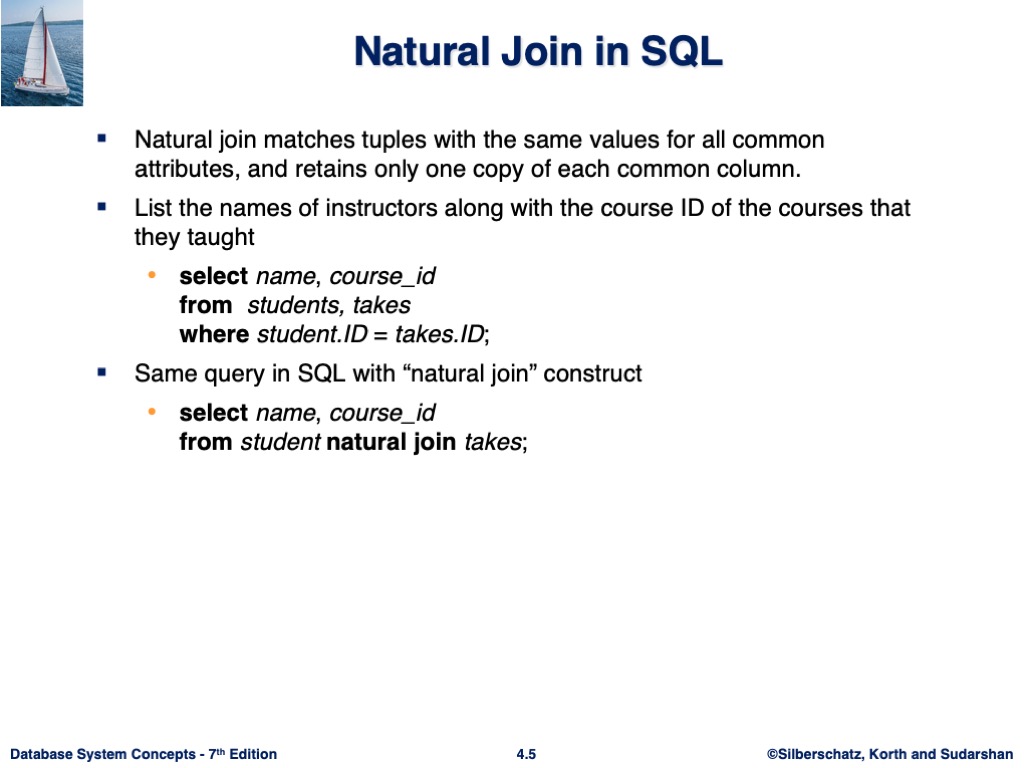 Natural Join in SQL
Natural join matches tuples with the same values for all common
attributes, and retains only one copy of each common column.
List the names of instructors along with the course ID of the courses that
they taught
select name, course_id
from students, takes
where student.ID = takes.ID;
Same query in SQL with “natural join” construct
select name, course_id
from student natural join takes;
Database System Concepts - 7th Edition
4.5
©Silberschatz, Korth and Sudarshan